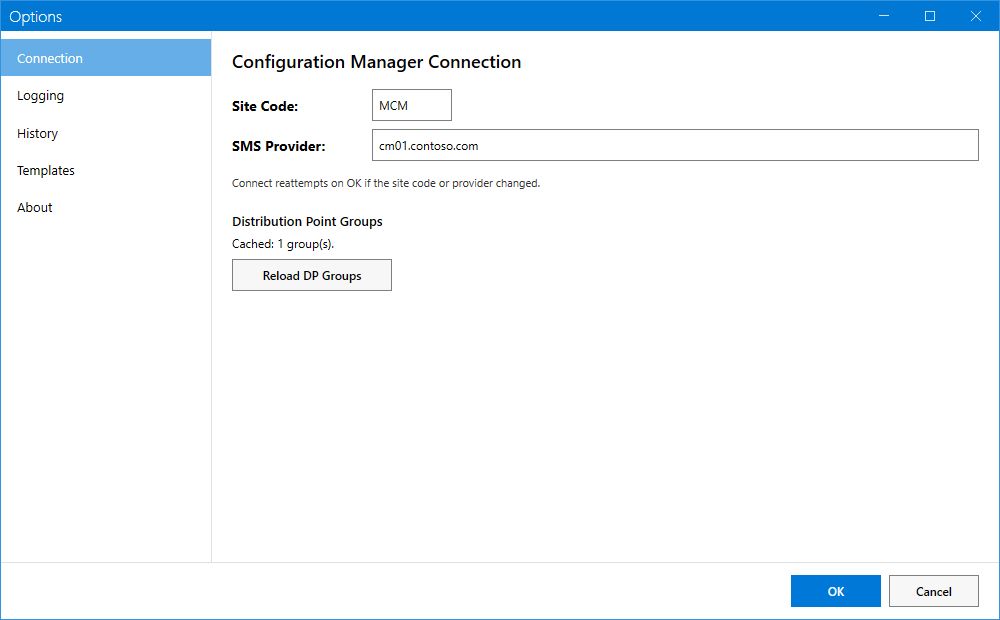 Options
Connection
Logging
History
Templates
About
Configuration Manager Connection
Site Code: MCM
SMS Provider: cm01.contoso.com
Connect reattempts on OK if the site code or provider changed.
Distribution Point Groups
Cached: 1 group(s).
Reload DP Groups
OK Cancel